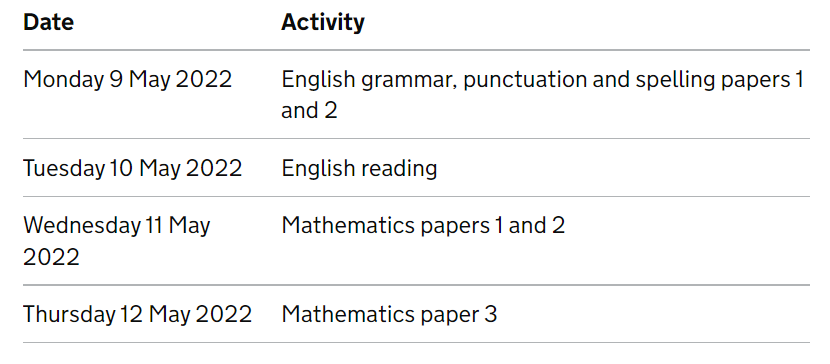 Date Activity
Monday 9 May 2022 English grammar, punctuation and spelling papers 1
and 2
Tuesday 10 May 2022 English reading
Wednesday 11 May Mathematics papers 1 and 2
2022
Thursday 12 May 2022 Mathematics paper 3